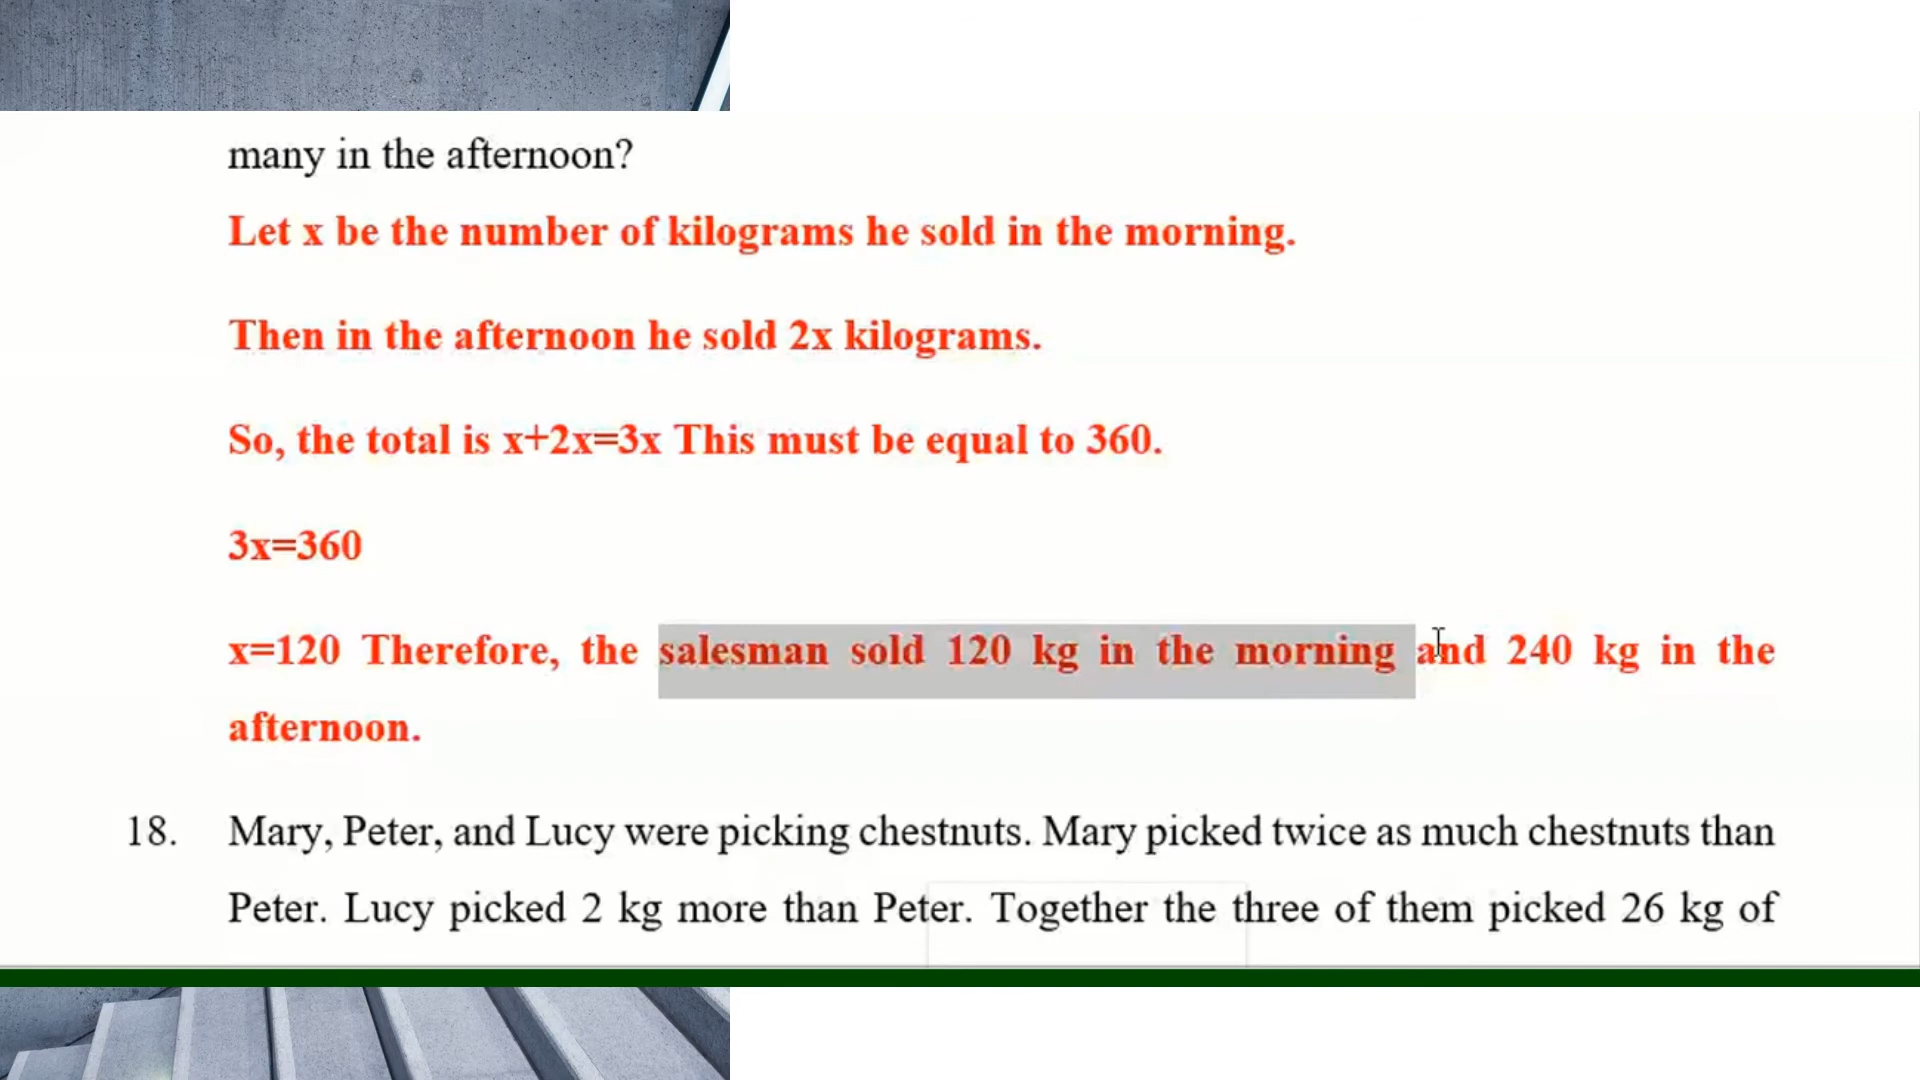 many in the afternoon?
Let x be the number of kilograms he sold in the morning.
Then in the afternoon he sold 2x kilograms.
So, the total is x+2x=3x This must be equal to 360.
3x=360
x=120 Therefore, the salesman sold 120 kg in the morning and 240 kg in the
afternoon.
18. Mary, Peter, and Lucy were picking chestnuts. Mary picked twice as much chestnuts than
Peter. Lucy picked 2 kg more than Peter. Together the three of them picked 26 kg of